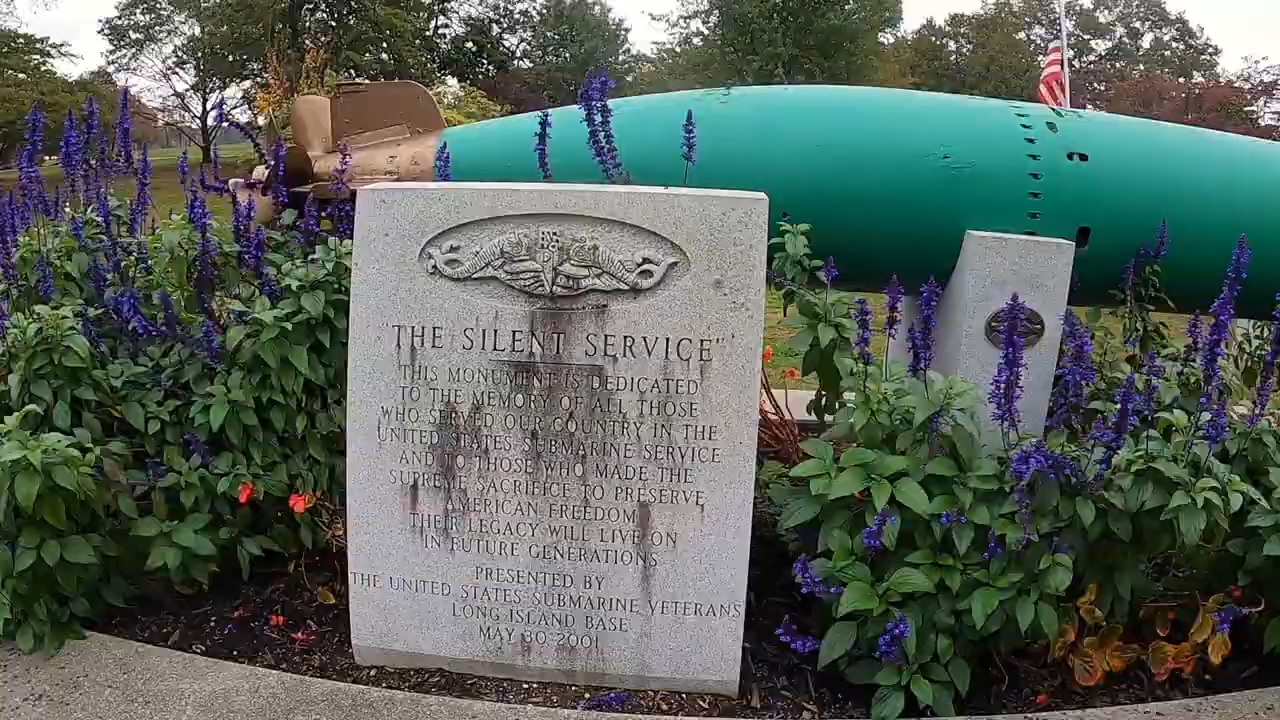 "THE SILENT SERVICE"
THIS MONUMENT IS DEDICATED
TO THE MEMORY OF ALL THOSE
WHO SERVED OUR COUNTRY IN THE
UNITED STATES SUBMARINE SERVICE
AND TO THOSE WHO MADE THE
SUPREME SACRIFICE TO PRESERVE
AMERICAN FREEDOM
THEIR LEGACY WILL LIVE ON
IN FUTURE GENERATIONS
PRESENTED BY
THE UNITED STATES SUBMARINE VETERANS
LONG ISLAND BASE
MAY 30 2001